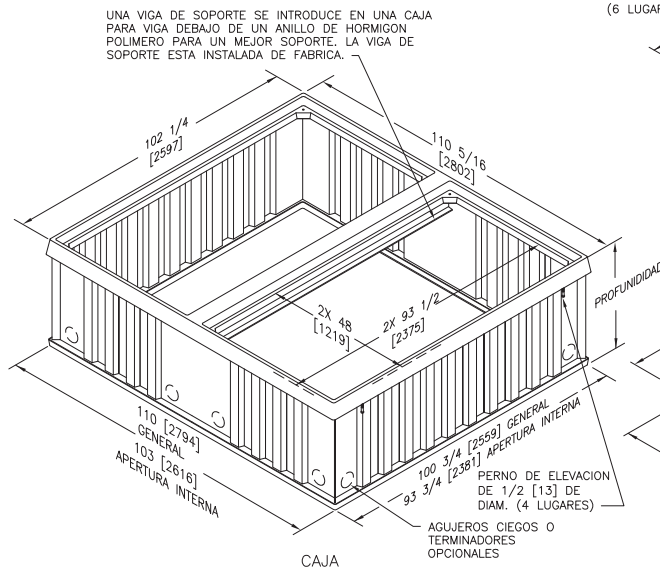 UNA VIGA DE SOPORTE SE INTRODUCE EN UNA CAJA
PARA VIGA DEBAJO DE UN ANILLO DE HORMIGON
POLIMERO PARA UN MEJOR SOPORTE. LA VIGA DE
SOPORTE ESTA INSTALADA DE FABRICA.
(6 LUGAR
102 1/4
[2597]
110 5/16
[2802]
PROFUNIDIDAD
2X 48
[1219]
2X 93 1/2
[2375]
110 [2794]
GENERAL
103 [2616]
APERTURA INTERNA
100 3/4 [2559] GENERAL
93 3/4 [2381] APERTURA INTERNA
PERNO DE ELEVACION
DE 1/2 [13] DE
DIAM. (4 LUGARES)
AGUJEROS CIEGOS O
TERMINADORES
OPCIONALES
CAJA